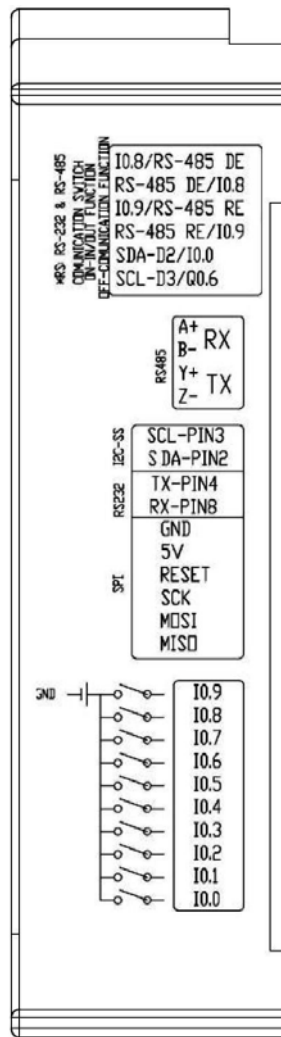 WRS: RS-232 & RS-485
COMUNICATION SWITCH
ON-IN/OUT FUNCTION
OFF-COMUNICATION FUNCTION
I0.8/RS-485 DE
RS-485 DE/I0.8
I0.9/RS-485 RE
RS-485 RE/I0.9
SDA-D2/I0.0
SCL-D3/Q0.6
RS485
A+
B-
RX
Y+
Z-
TX
I2C-SS
SCL-PIN3
SDA-PIN2
RS232
TX-PIN4
RX-PIN8
SPI
GND
5V
RESET
SCK
MOSI
MISO
GND
I0.9
I0.8
I0.7
I0.6
I0.5
I0.4
I0.3
I0.2
I0.1
I0.0